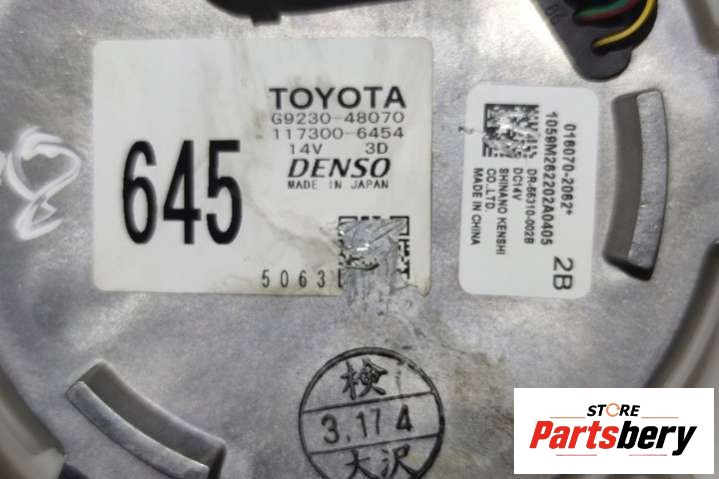 TOYOTA
G9230-48070
117300-6454
14V 3D
DENSO
MADE IN JAPAN
645
5063
016070-2062*
1059M262202A0405
DR-66310-002B
DC14V
SHINANO KENSHI
CO.,LTD.
MADE IN CHINA
2B
検
3.17 4
大沢
STORE
Partsbery